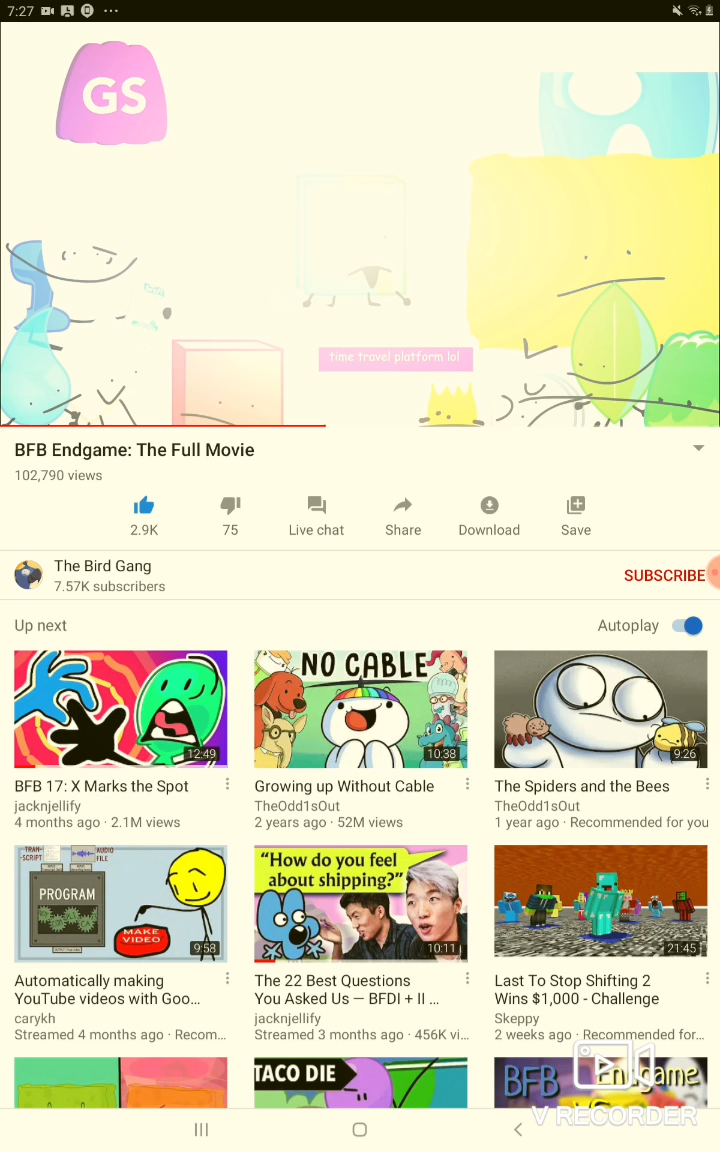 7:27
GS
time travel platform lol
BFB Endgame: The Full Movie
102,790 views
2.9K
75
Live chat
Share
Download
Save
The Bird Gang
7.57K subscribers
SUBSCRIBE
Up next
Autoplay
12:49
NO CABLE
10:38
9:26
BFB 17: X Marks the Spot
jacknjellify
4 months ago · 2.1M views
Growing up Without Cable
TheOdd1sOut
2 years ago · 52M views
The Spiders and the Bees
TheOdd1sOut
1 year ago · Recommended for you
TRAN-
SCRIPT
AUDIO
FILE
PROGRAM
MAKE
VIDEO
9:58
“How do you feel
about shipping?”
10:11
21:45
Automatically making
YouTube videos with Goo...
carykh
Streamed 4 months ago · Recom...
The 22 Best Questions
You Asked Us — BFDI + II ...
jacknjellify
Streamed 3 months ago · 456K vi...
Last To Stop Shifting 2
Wins $1,000 - Challenge
Skeppy
2 weeks ago · Recommended for...
TACO DIE
BFB Endgame
V RECORDER